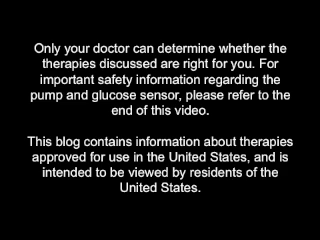 Only your doctor can determine whether the
therapies discussed are right for you. For
important safety information regarding the
pump and glucose sensor, please refer to the
end of this video.
This blog contains information about therapies
approved for use in the United States, and is
intended to be viewed by residents of the
United States.